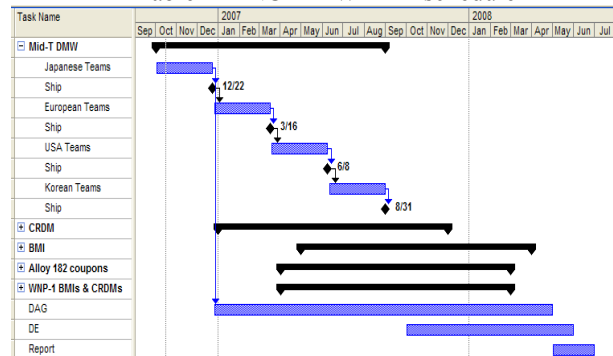 Task Name
2007 2008
Sep Oct Nov Dec Jan Feb Mar Apr May Jun Jul Aug Sep Oct Nov Dec Jan Feb Mar Apr May Jun Jul
Mid-T DMW
Japanese Teams
Ship 12/22
European Teams
Ship 3/16
USA Teams
Ship 6/8
Korean Teams
Ship 8/31
CRDM
BMI
Alloy 182 coupons
WNP-1 BMIs & CRDMs
DAG
DE
Report